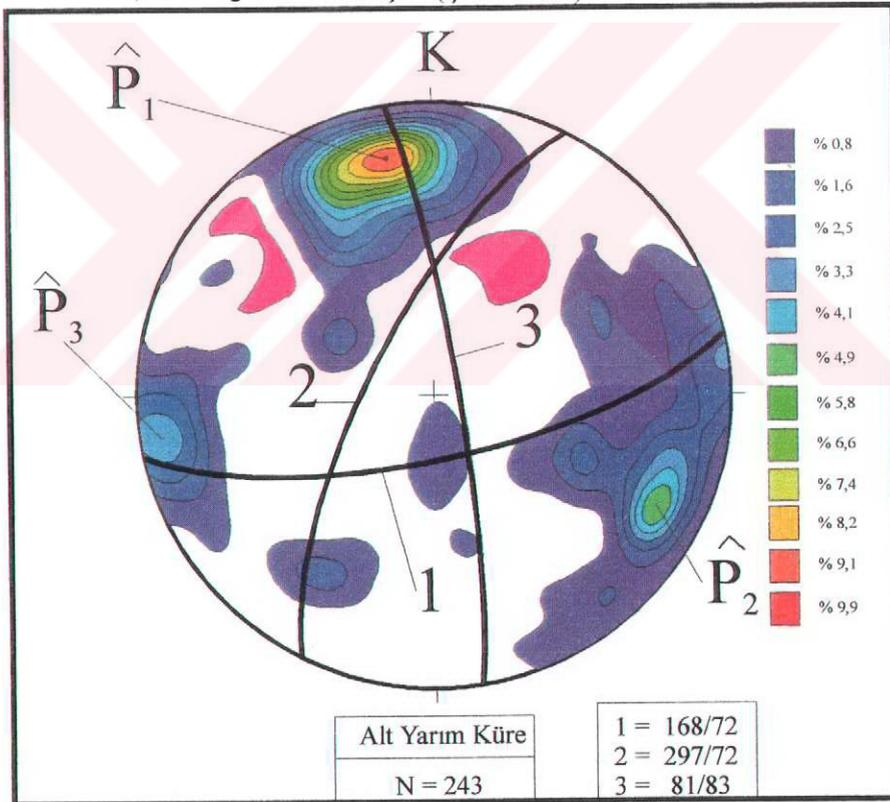 K
P̂₁
P̂₃
P̂₂
1
2
3
% 0,8
% 1,6
% 2,5
% 3,3
% 4,1
% 4,9
% 5,8
% 6,6
% 7,4
% 8,2
% 9,1
% 9,9
Alt Yarım Küre
N = 243
1 = 168/72
2 = 297/72
3 = 81/83